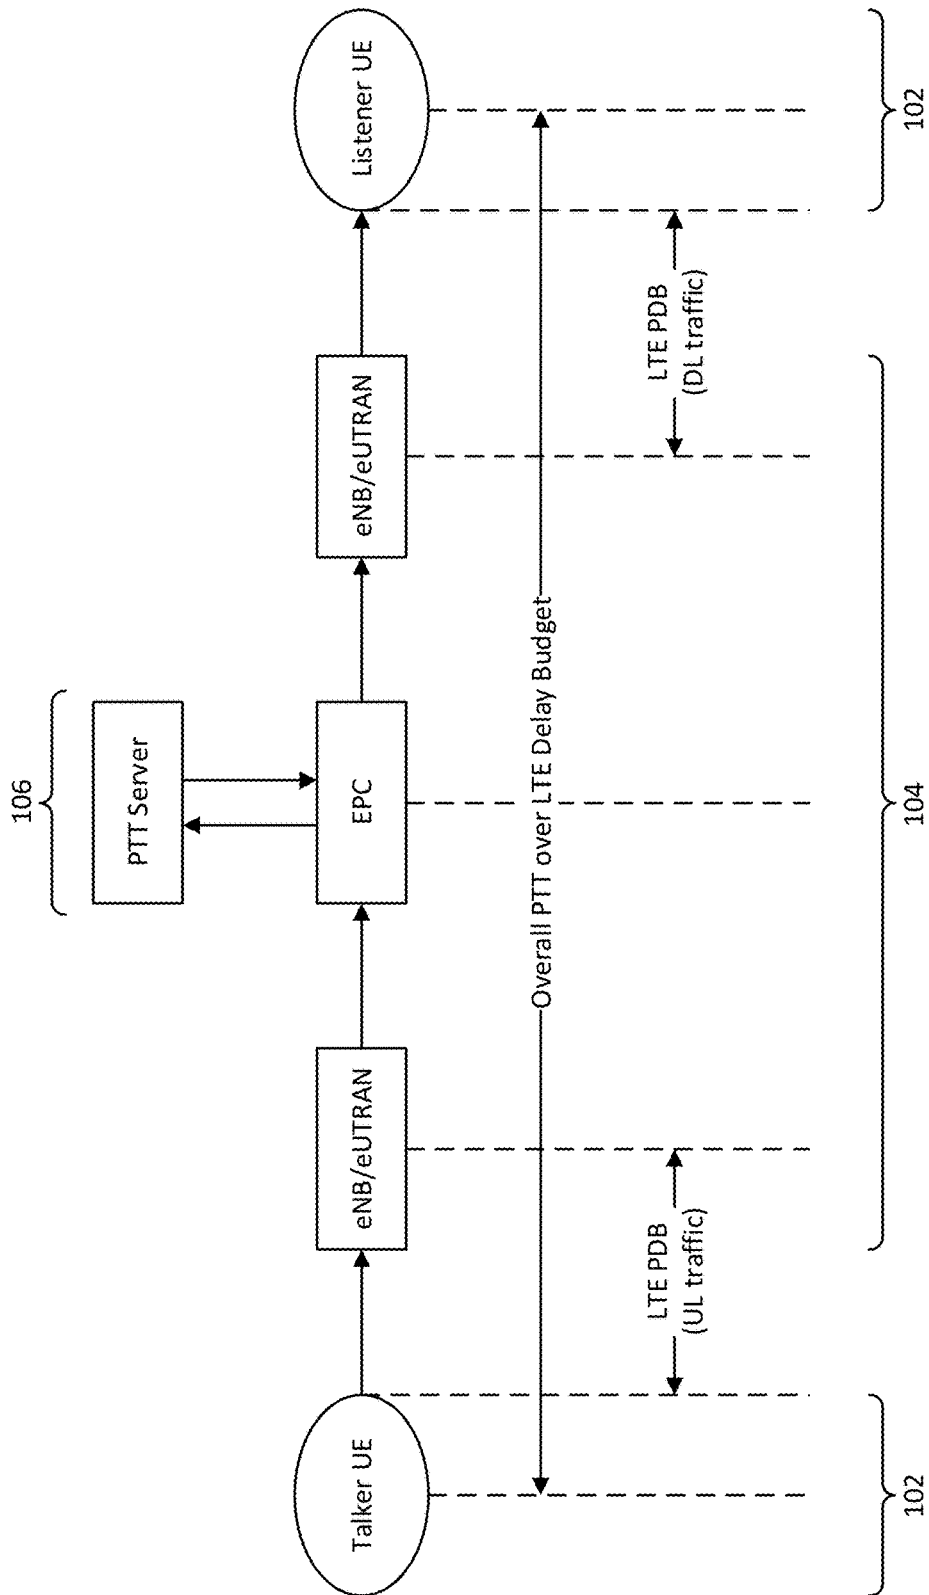 106
PTT Server
Talker UE
eNB/eUTRAN
EPC
eNB/eUTRAN
Listener UE
Overall PTT over LTE Delay Budget
LTE PDB
(UL traffic)
LTE PDB
(DL traffic)
102
104
102